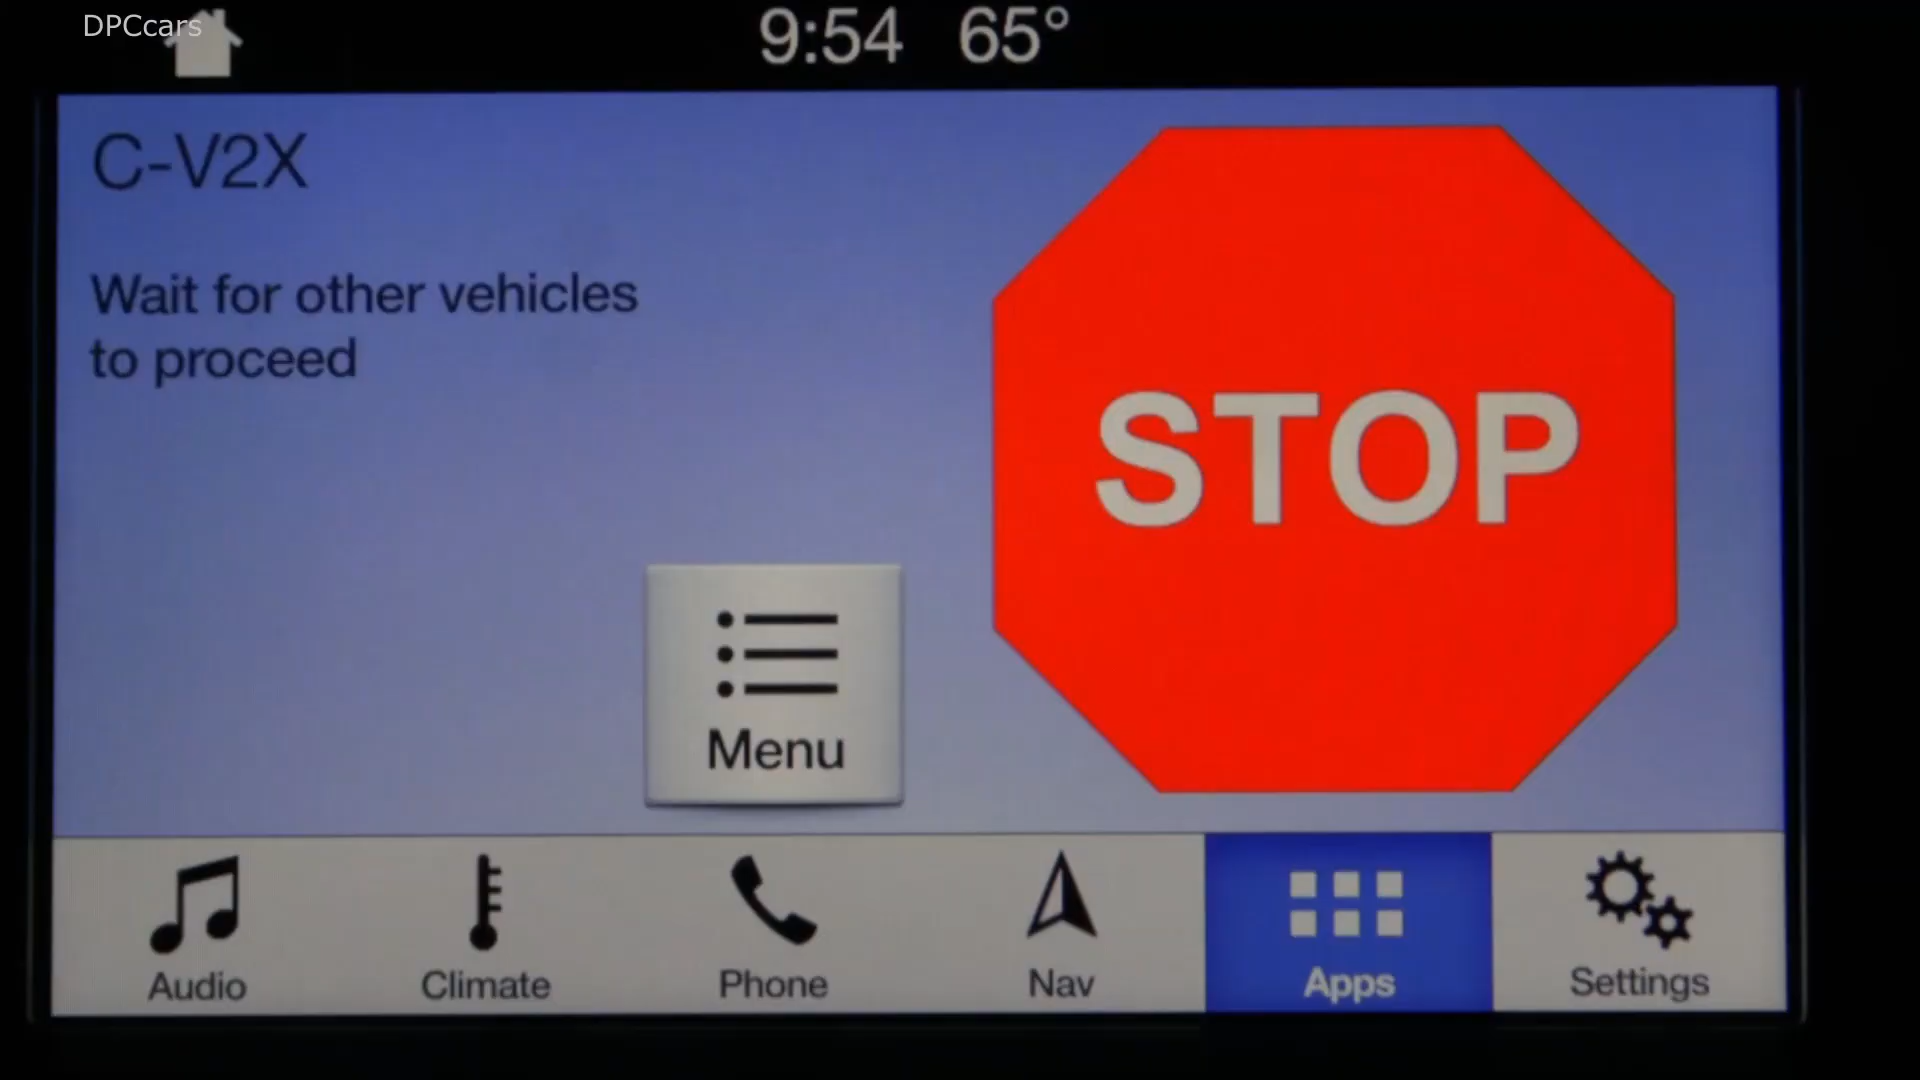 DPCcars
9:54 65°
C-V2X
Wait for other vehicles
to proceed
STOP
Menu
Audio
Climate
Phone
Nav
Apps
Settings